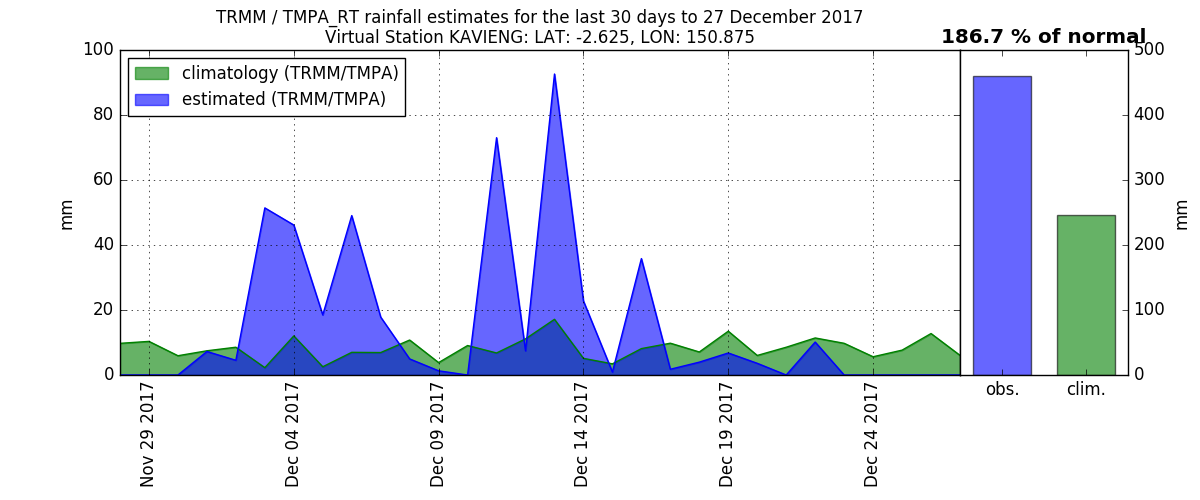 TRMM / TMPA_RT rainfall estimates for the last 30 days to 27 December 2017
Virtual Station KAVIENG: LAT: -2.625, LON: 150.875
186.7 % of normal
climatology (TRMM/TMPA)
estimated (TRMM/TMPA)
100
80
60
40
20
0
mm
Nov 29 2017
Dec 04 2017
Dec 09 2017
Dec 14 2017
Dec 19 2017
Dec 24 2017
obs.
clim.
500
400
300
200
100
0
mm